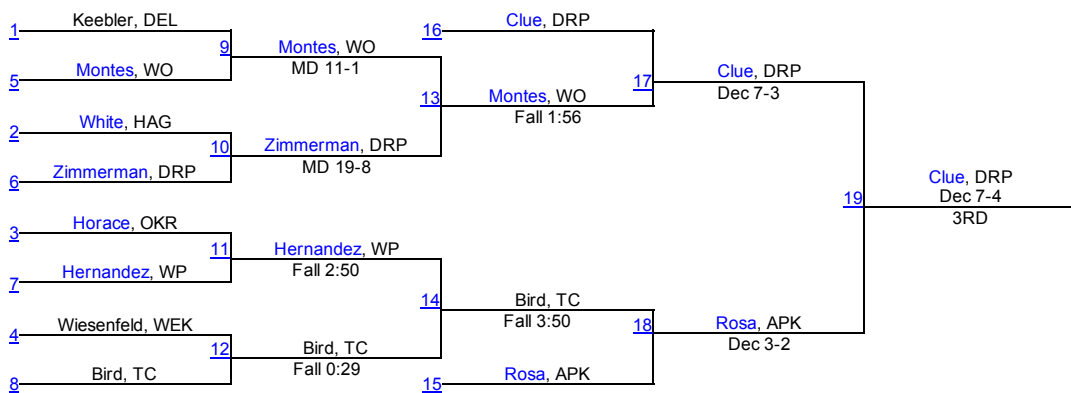 Keebler, DEL
1
Montes, WO
5
9
Montes, WO
MD 11-1
White, HAG
2
Zimmerman, DRP
6
10
Zimmerman, DRP
MD 19-8
13
Clue, DRP
16
Montes, WO
Fall 1:56
17
Clue, DRP
Dec 7-3
Horace, OKR
3
Hernandez, WP
7
11
Hernandez, WP
Fall 2:50
Wiesenfeld, WEK
4
Bird, TC
8
12
Bird, TC
Fall 0:29
14
Bird, TC
Fall 3:50
Rosa, APK
15
18
Rosa, APK
Dec 3-2
19
Clue, DRP
Dec 7-4
3RD